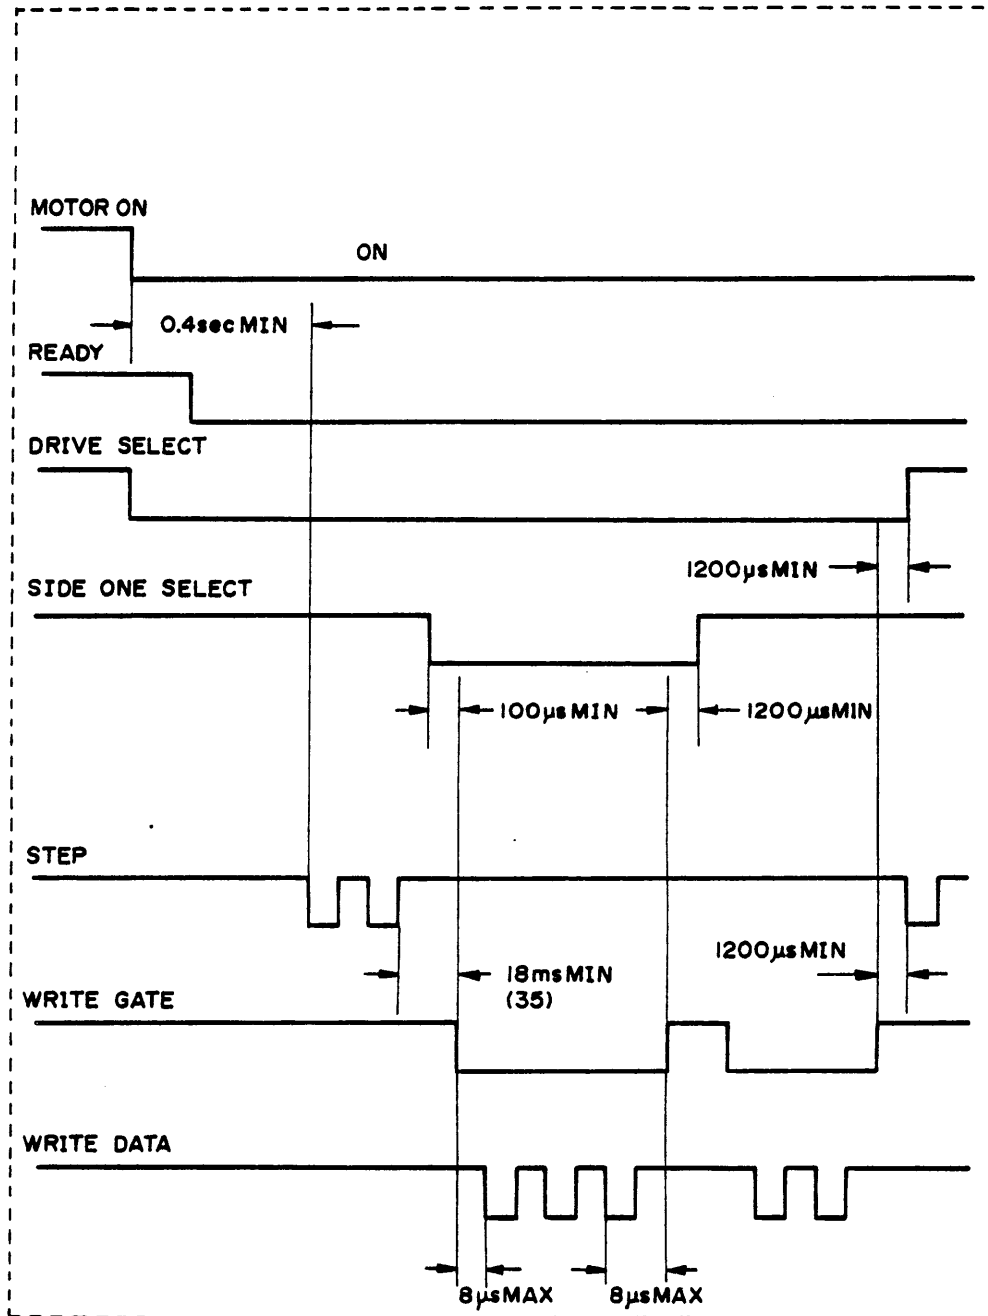 MOTOR ON
ON
0.4sec MIN
READY
DRIVE SELECT
1200µs MIN
SIDE ONE SELECT
100µs MIN
1200µs MIN
STEP
1200µs MIN
18ms MIN
(35)
WRITE GATE
WRITE DATA
8µs MAX
8µs MAX